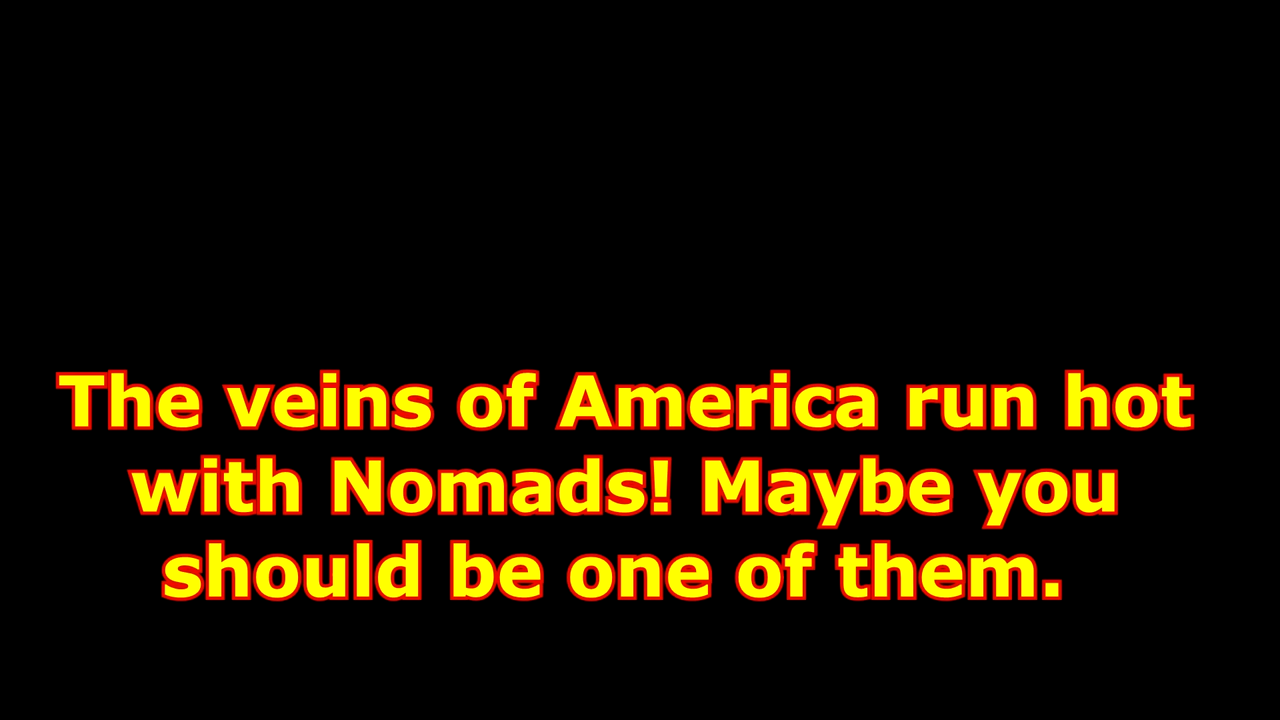 The veins of America run hot
with Nomads! Maybe you
should be one of them.